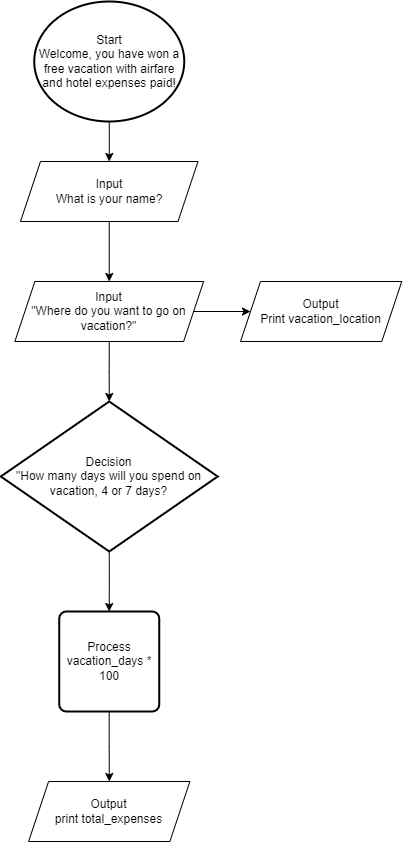 Start
Welcome, you have won a
free vacation with airfare
and hotel expenses paid!
Input
What is your name?
Input
"Where do you want to go on
vacation?"
Output
Print vacation_location
Decision
"How many days will you spend on
vacation, 4 or 7 days?
Process
vacation_days *
100
Output
print total_expenses